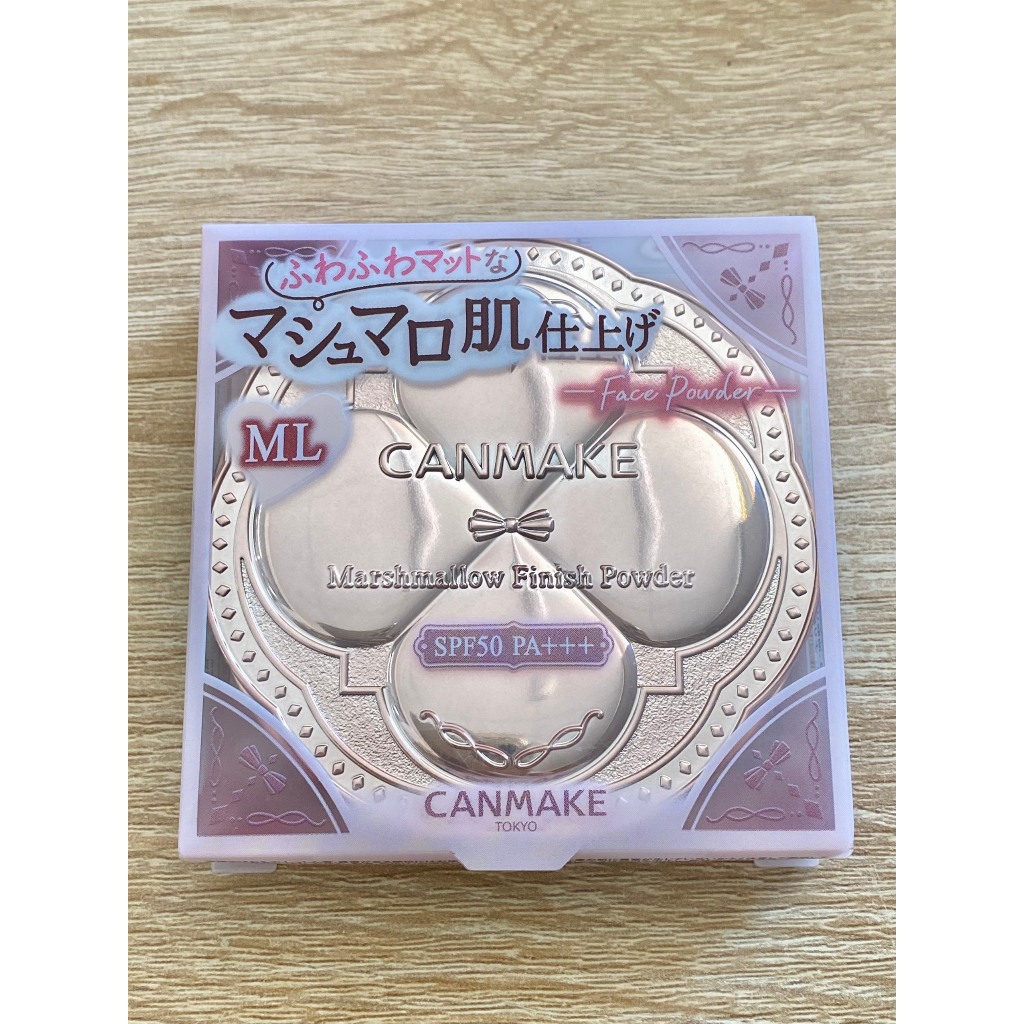 ふわふわマットな
マシュマロ肌仕上げ
Face Powder
ML
CANMAKE
Marshmallow Finish Powder
SPF50 PA+++
CANMAKE
TOKYO